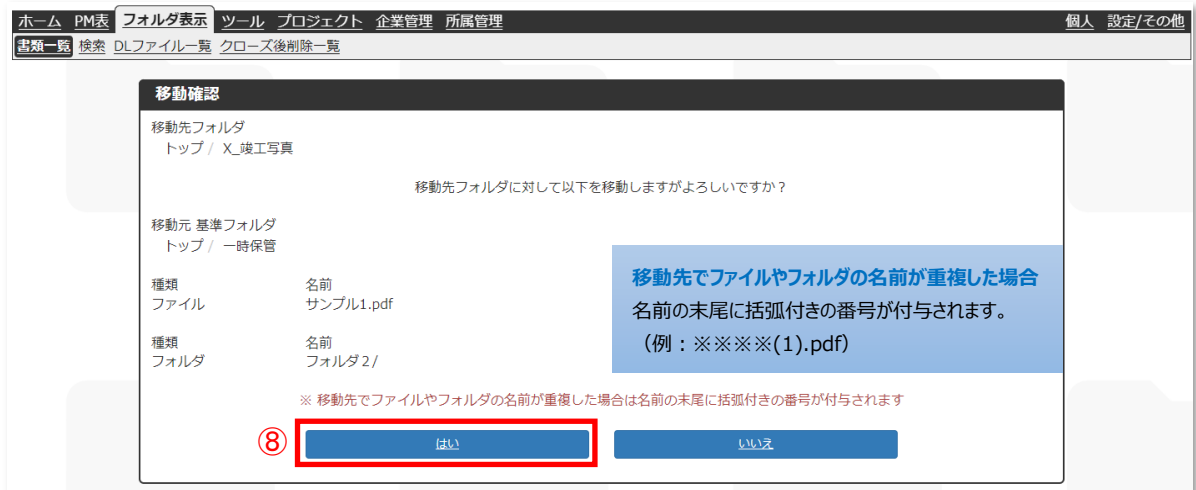 ホーム PM表 フォルダ表示 ツール プロジェクト 企業管理 所属管理 個人 設定/その他
書類一覧 検索 DLファイル一覧 クローズ後削除一覧
移動確認
移動先フォルダ
トップ / X_竣工写真
移動先フォルダに対して以下を移動しますがよろしいですか？
移動元 基準フォルダ
トップ / 一時保管
種類 名前
ファイル サンプル1.pdf
種類 名前
フォルダ フォルダ2/
移動先でファイルやフォルダの名前が重複した場合
名前の末尾に括弧付きの番号が付与されます。
（例：※※※※(1).pdf）
※ 移動先でファイルやフォルダの名前が重複した場合は名前の末尾に括弧付きの番号が付与されます
⑧ はい いいえ